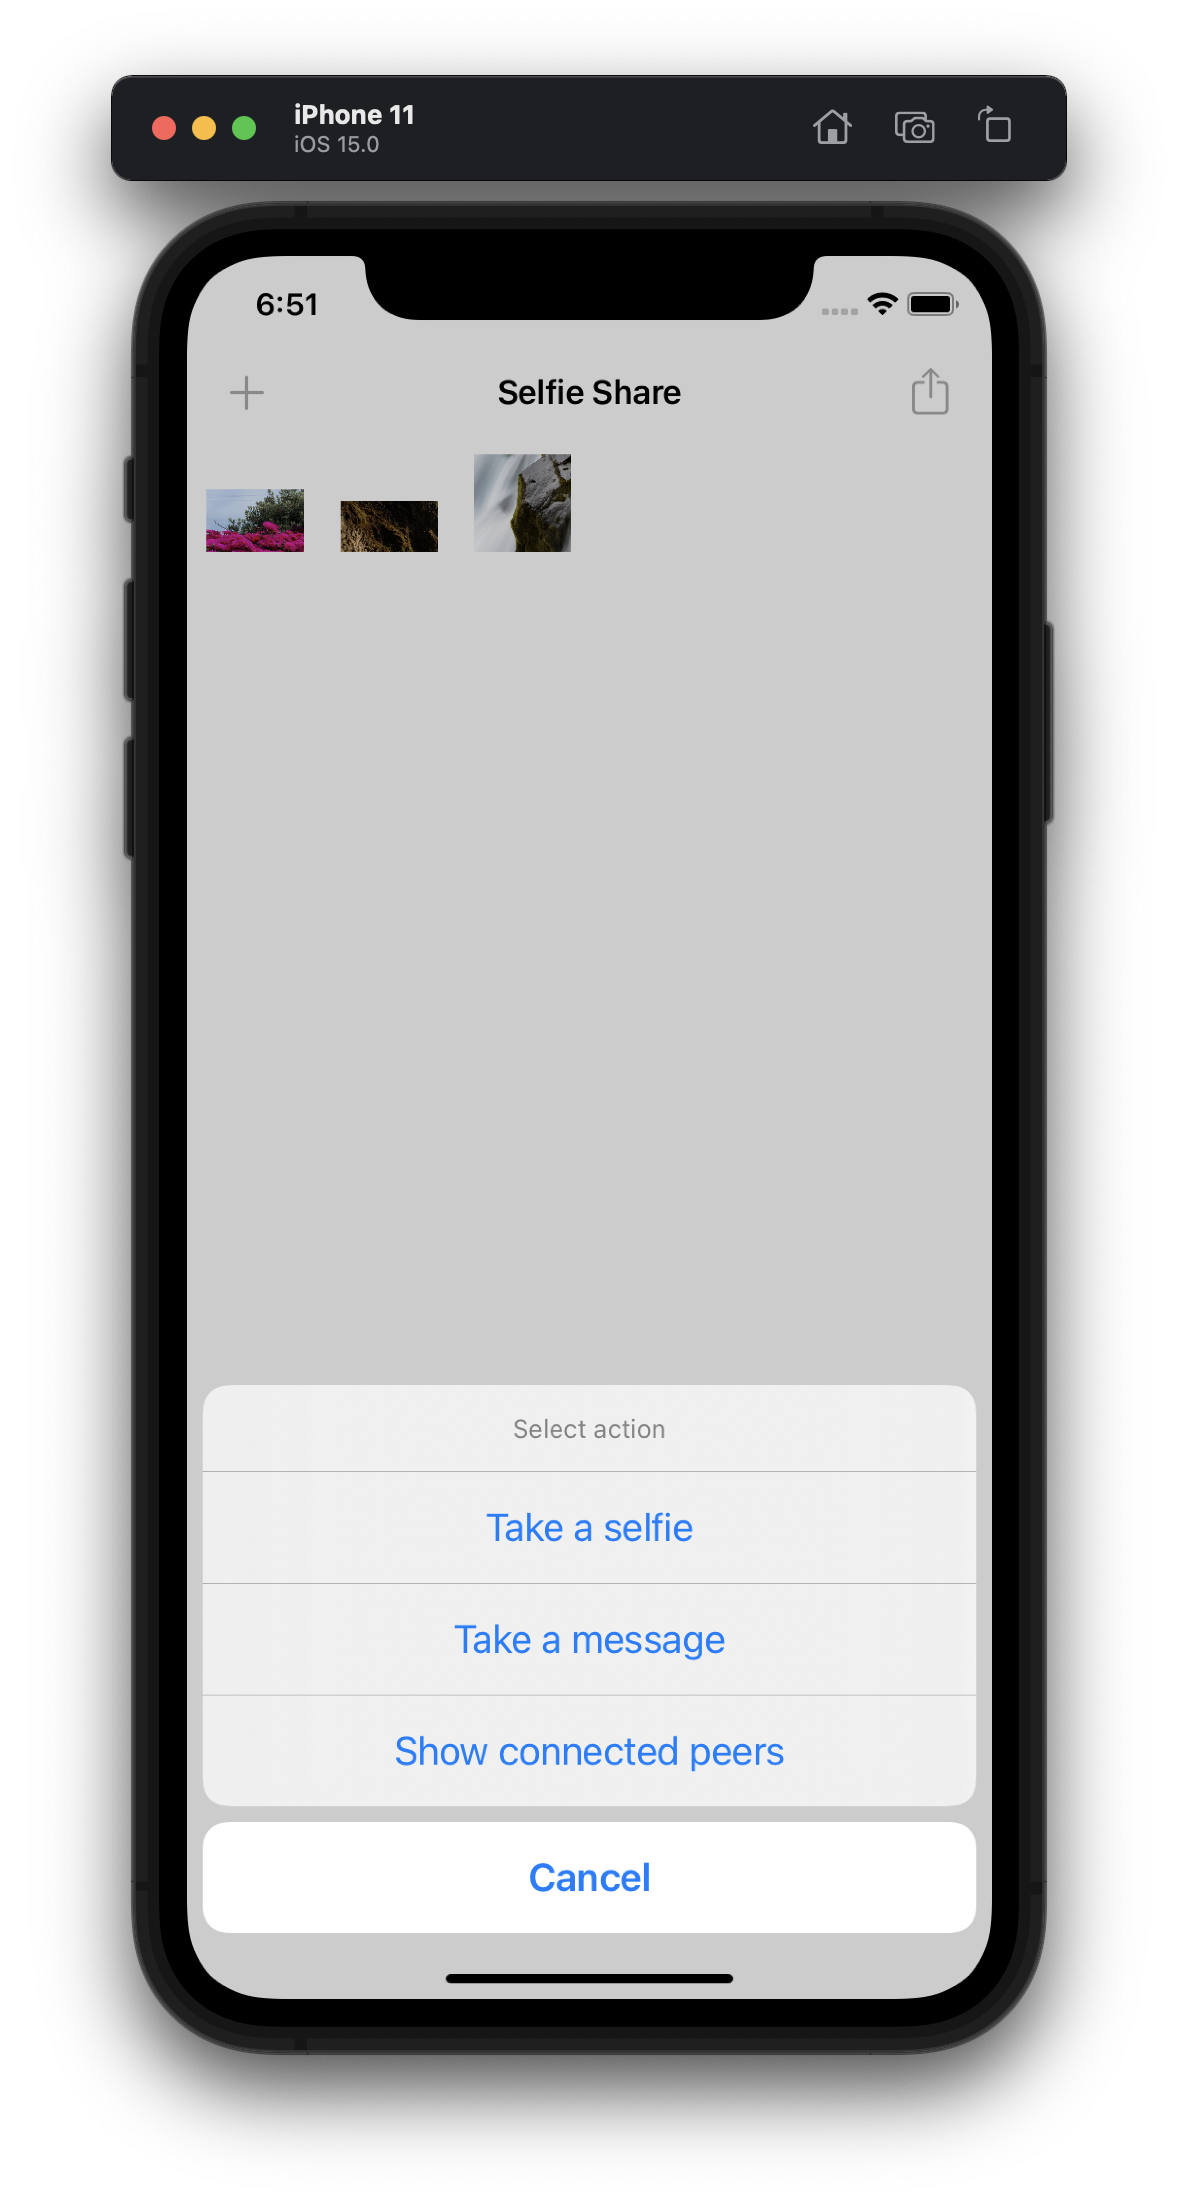 iPhone 11
iOS 15.0
6:51
Selfie Share
Select action
Take a selfie
Take a message
Show connected peers
Cancel